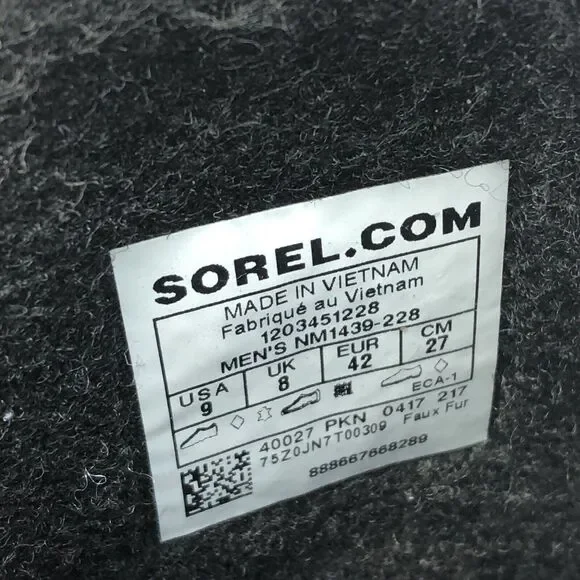 SOREL.COM
MADE IN VIETNAM
Fabriqué au Vietnam
1203451228
MEN'S NM1439-228
USA UK EUR CM
9 8 42 27
ECA-1
40027 PKN 0417 217
75Z0JN7T00309 Faux Fur
888667668289